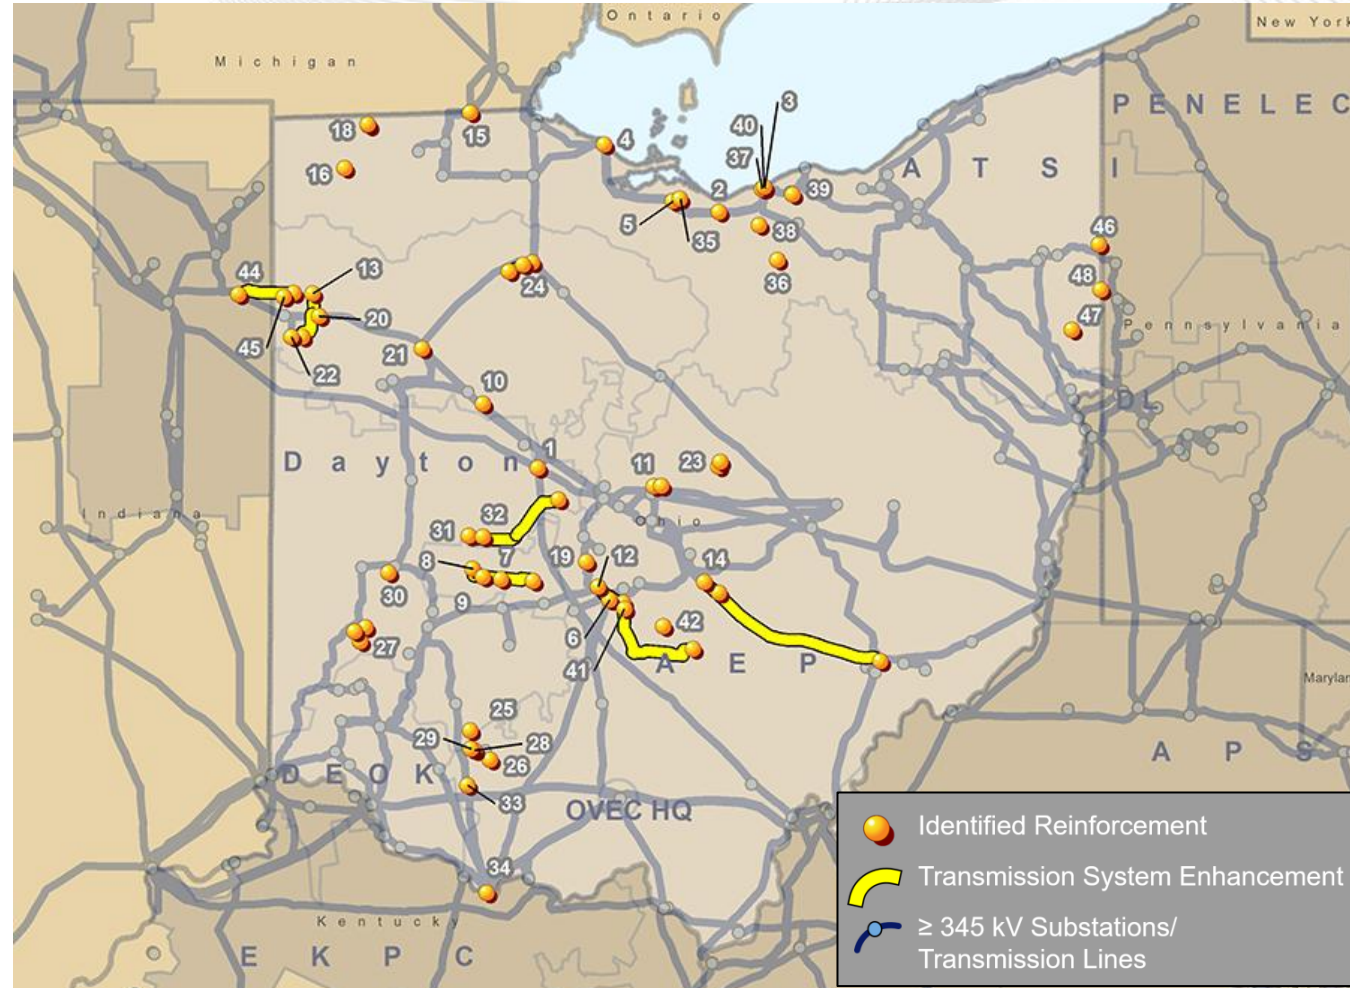 Ontario
New York
Michigan
3
PENELEC
40
18
15
4
37
ATSI
16
2
39
5
35
38
46
36
44
13
48
24
20
47
Pennsylvania
45
21
22
10
DL
1
Dayton
11
23
Indiana
31
32
Ohio
8
7
19
12
14
30
9
6
42
27
41
AEP
Maryland
25
29
28
APS
26
DEOK
33
OVEC HQ
Identified Reinforcement
34
Transmission System Enhancement
Kentucky
≥ 345 kV Substations/
EKPC
Transmission Lines